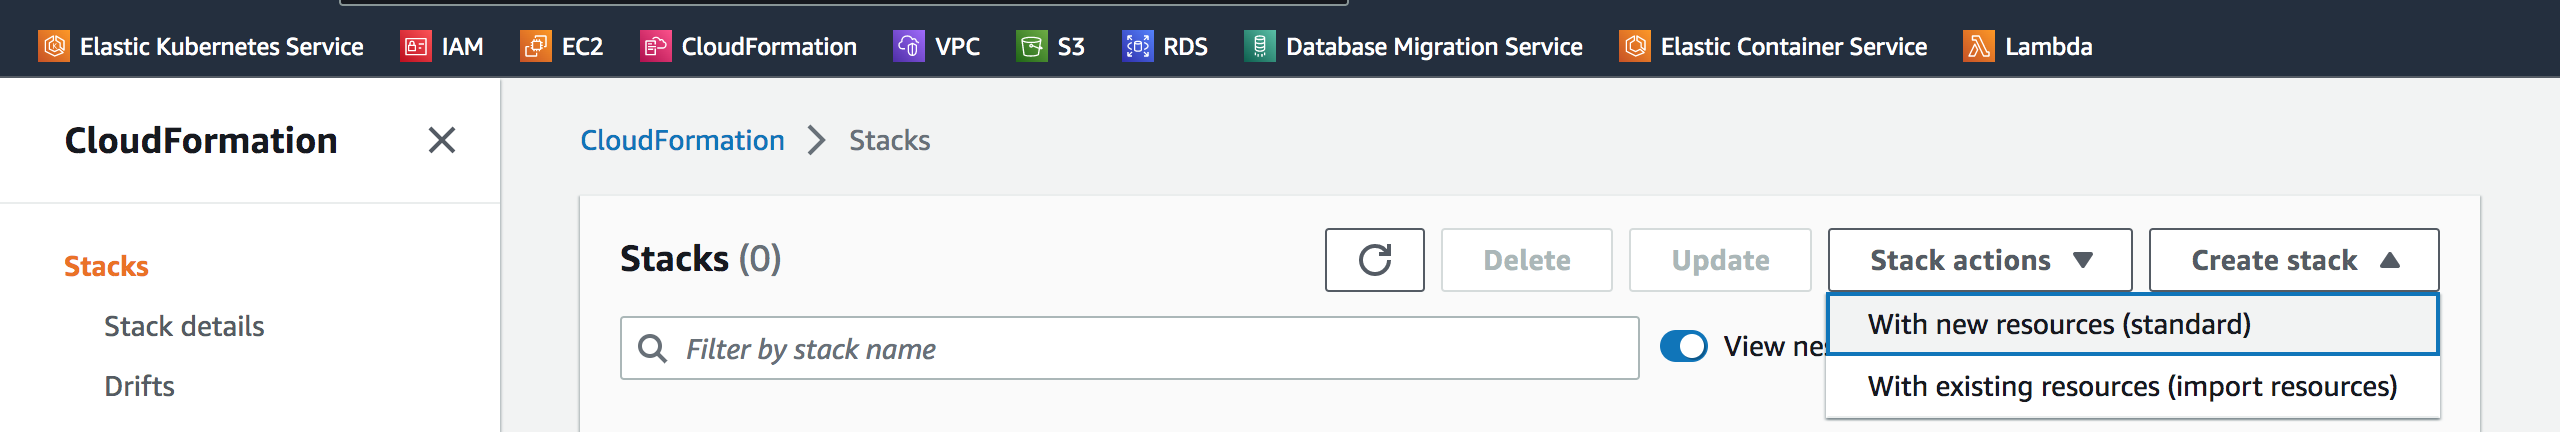 Elastic Kubernetes Service IAM EC2 CloudFormation VPC S3 RDS Database Migration Service Elastic Container Service Lambda
CloudFormation
CloudFormation Stacks
Stacks
Stack details
Drifts
Stacks (0)
Delete Update Stack actions Create stack
Filter by stack name
View
With new resources (standard)
With existing resources (import resources)